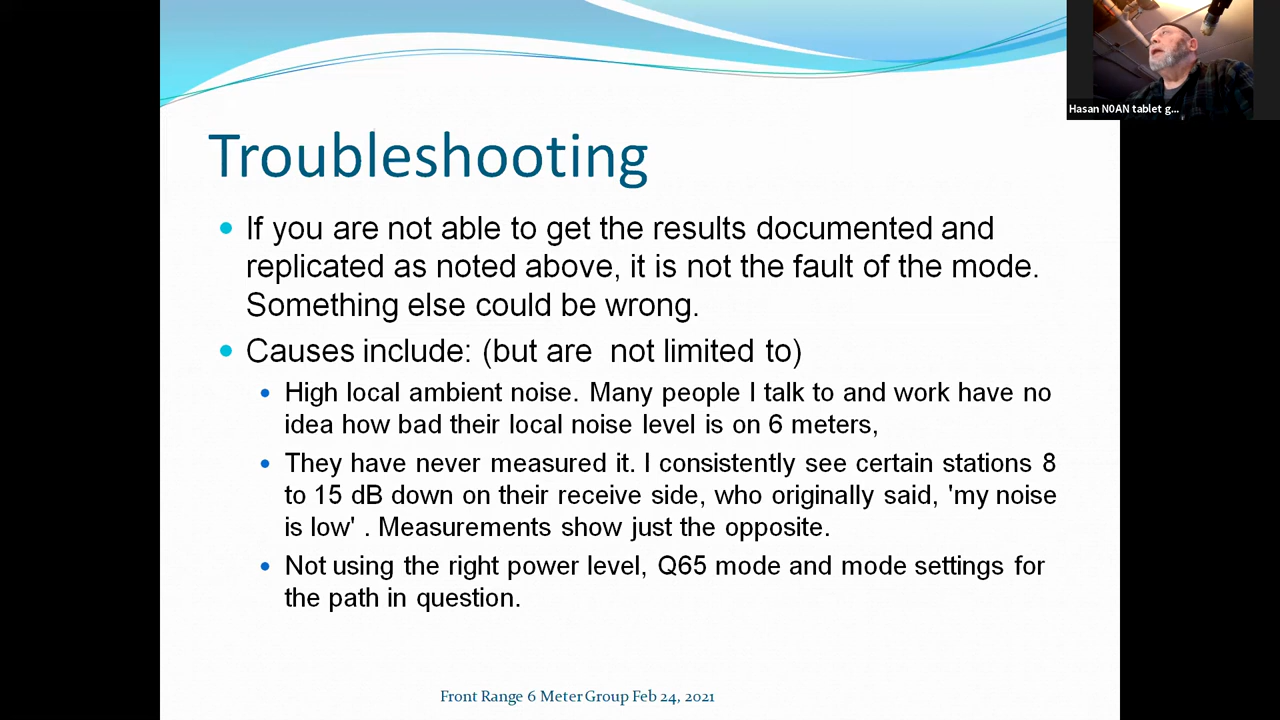 Hasan N0AN tablet g...
Troubleshooting
If you are not able to get the results documented and
replicated as noted above, it is not the fault of the mode.
Something else could be wrong.
Causes include: (but are not limited to)
High local ambient noise. Many people I talk to and work have no
idea how bad their local noise level is on 6 meters,
They have never measured it. I consistently see certain stations 8
to 15 dB down on their receive side, who originally said, 'my noise
is low' . Measurements show just the opposite.
Not using the right power level, Q65 mode and mode settings for
the path in question.
Front Range 6 Meter Group Feb 24, 2021